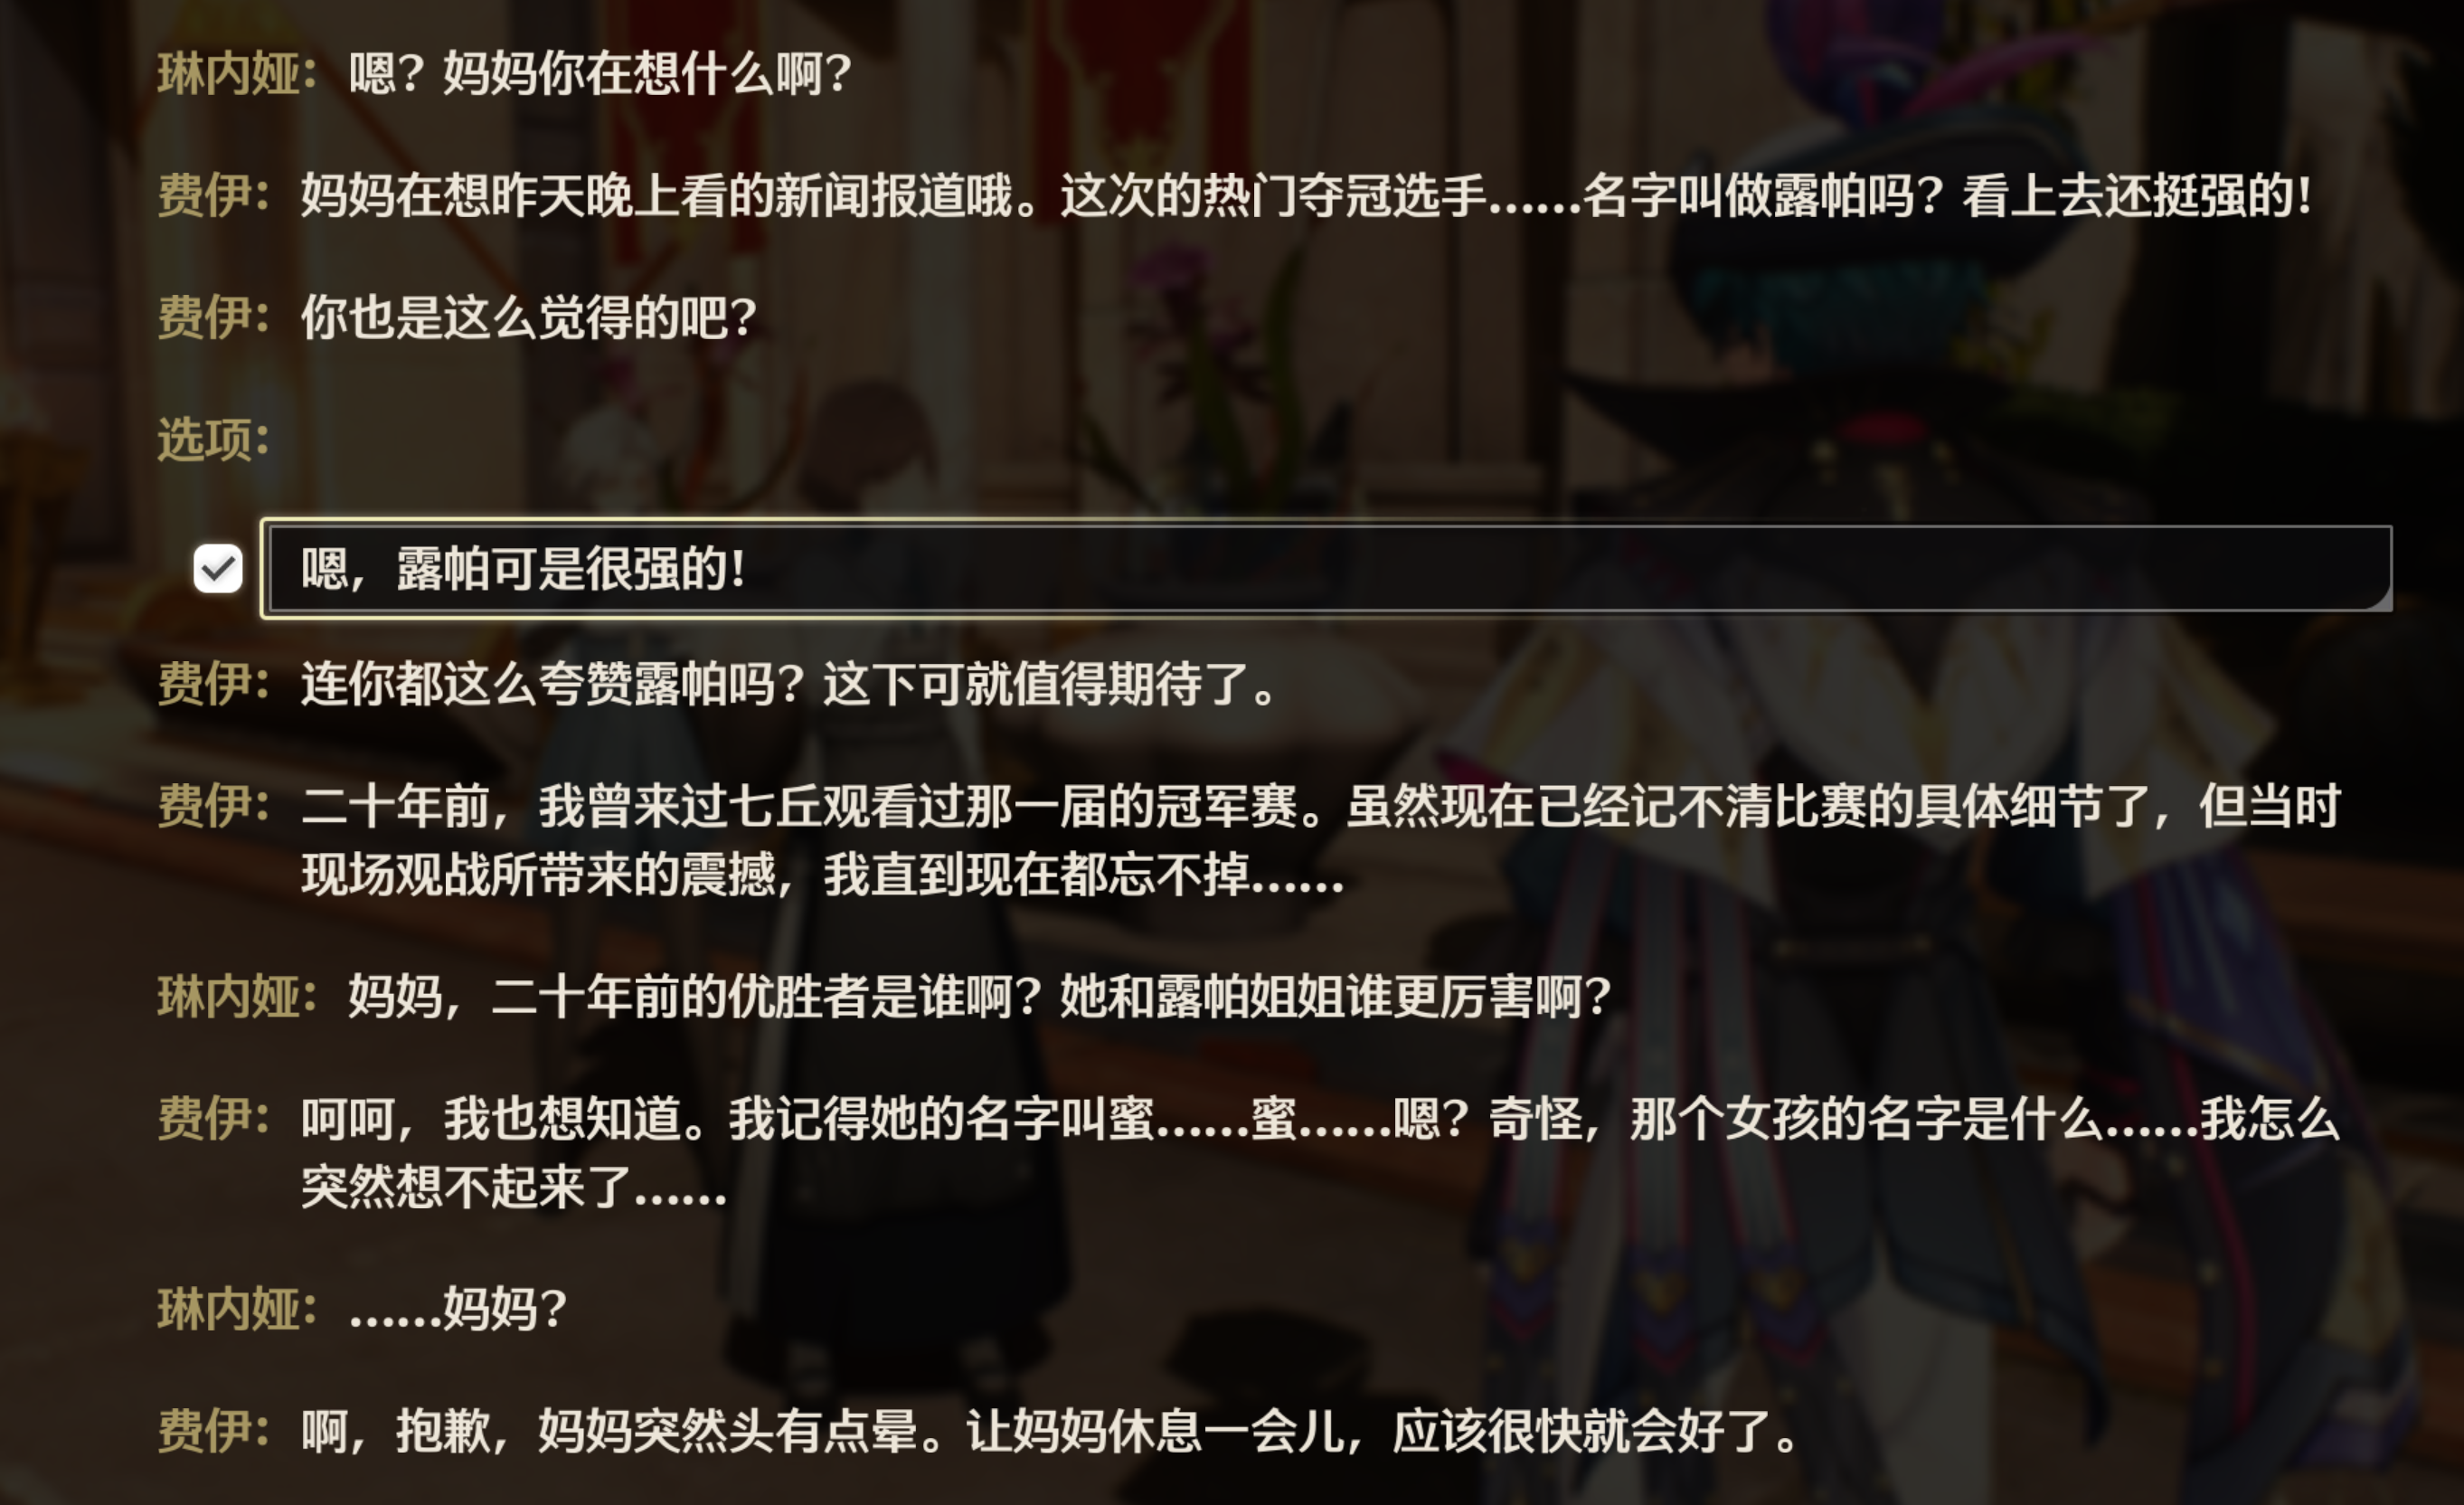 琳内娅：嗯？妈妈你在想什么啊？
费伊：妈妈在想昨天晚上看的新闻报道哦。这次的热门夺冠选手……名字叫做露帕吗？看上去还挺强的！
费伊：你也是这么觉得的吧？
选项：
嗯，露帕可是很强的！
费伊：连你都这么夸赞露帕吗？这下可就值得期待了。
费伊：二十年前，我曾来过七丘观看过那一届的冠军赛。虽然现在已经记不清比赛的具体细节了，但当时
现场观战所带来的震撼，我直到现在都忘不掉……
琳内娅：妈妈，二十年前的优胜者是谁啊？她和露帕姐姐谁更厉害啊？
费伊：呵呵，我也想知道。我记得她的名字叫蜜……蜜……嗯？奇怪，那个女孩的名字是什么……我怎么
突然想不起来了……
琳内娅：……妈妈？
费伊：啊，抱歉，妈妈突然头有点晕。让妈妈休息一会儿，应该很快就会好了。